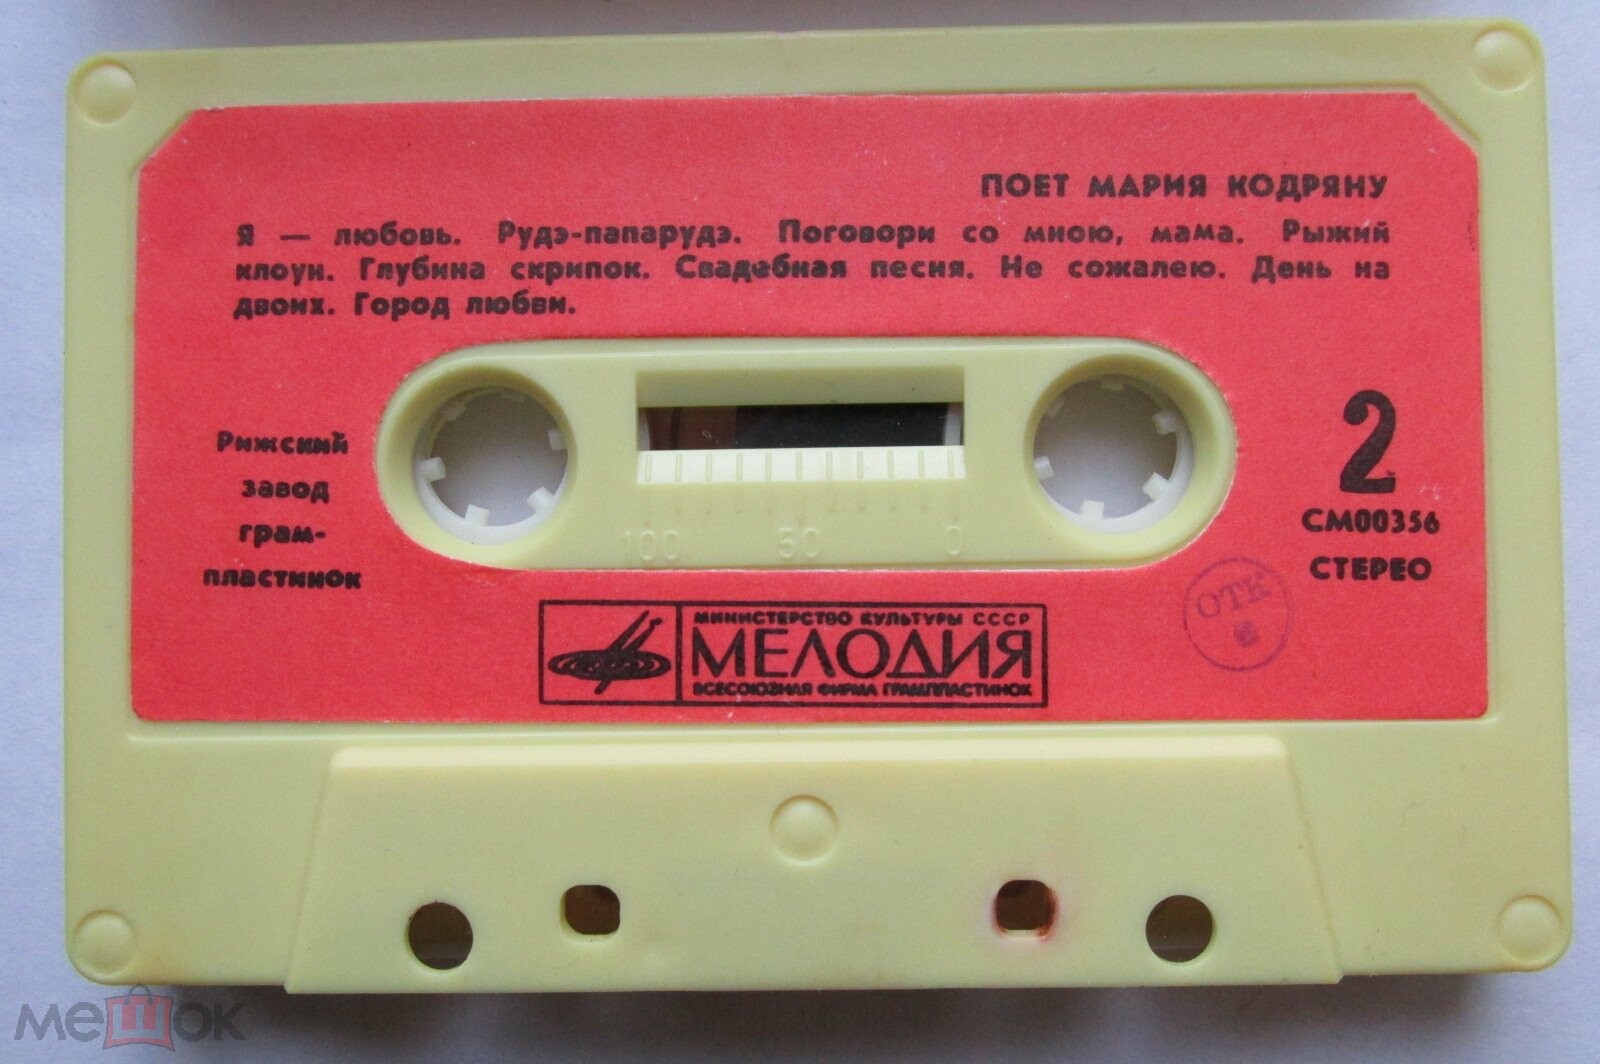 ПОЕТ МАРИЯ КОДРЯНУ
Я — любовь. Рудэ-папарудэ. Поговори со мною, мама. Рыжий
клоун. Глубина скрипок. Свадебная песня. Не сожалею. День на
двоих. Город любви.
Рижский
завод
грам-
пластинок
2
СМ00356
СТЕРЕО
100 50 0
ОТК
МИНИСТЕРСТВО КУЛЬТУРЫ СССР
МЕЛОДИЯ
ВСЕСОЮЗНАЯ ФИРМА ГРАМПЛАСТИНОК
мешок